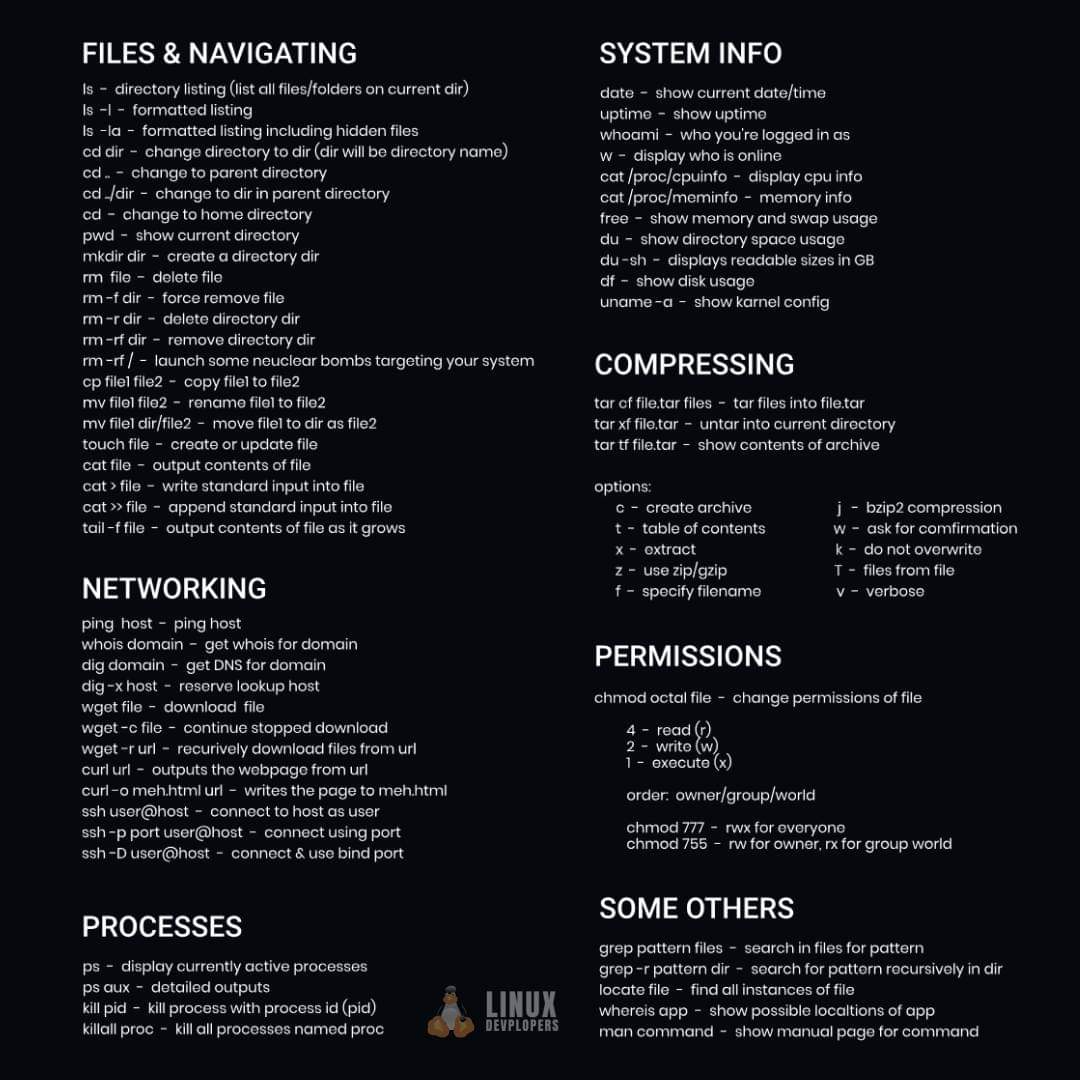 FILES & NAVIGATING
ls - directory listing (list all files/folders on current dir)
ls -l - formatted listing
ls -la - formatted listing including hidden files
cd dir - change directory to dir (dir will be directory name)
cd .. - change to parent directory
cd ../dir - change to dir in parent directory
cd - change to home directory
pwd - show current directory
mkdir dir - create a directory dir
rm file - delete file
rm -f dir - force remove file
rm -r dir - delete directory dir
rm -rf dir - remove directory dir
rm -rf / - launch some neuclear bombs targeting your system
cp file1 file2 - copy file1 to file2
mv file1 file2 - rename file1 to file2
mv file1 dir/file2 - move file1 to dir as file2
touch file - create or update file
cat file - output contents of file
cat > file - write standard input into file
cat >> file - append standard input into file
tail -f file - output contents of file as it grows
NETWORKING
ping host - ping host
whois domain - get whois for domain
dig domain - get DNS for domain
dig -x host - reserve lookup host
wget file - download file
wget -c file - continue stopped download
wget -r url - recurively download files from url
curl url - outputs the webpage from url
curl -o meh.html url - writes the page to meh.html
ssh user@host - connect to host as user
ssh -p port user@host - connect using port
ssh -D user@host - connect & use bind port
PROCESSES
ps - display currently active processes
ps aux - detailed outputs
kill pid - kill process with process id (pid)
killall proc - kill all processes named proc
LINUX
DEVPLOPERS
SYSTEM INFO
date - show current date/time
uptime - show uptime
whoami - who you're logged in as
w - display who is online
cat /proc/cpuinfo - display cpu info
cat /proc/meminfo - memory info
free - show memory and swap usage
du - show directory space usage
du -sh - displays readable sizes in GB
df - show disk usage
uname -a - show karnel config
COMPRESSING
tar cf file.tar files - tar files into file.tar
tar xf file.tar - untar into current directory
tar tf file.tar - show contents of archive
options:
c - create archive
t - table of contents
x - extract
z - use zip/gzip
f - specify filename
j - bzip2 compression
w - ask for comfirmation
k - do not overwrite
T - files from file
v - verbose
PERMISSIONS
chmod octal file - change permissions of file
4 - read (r)
2 - write (w)
1 - execute (x)
order: owner/group/world
chmod 777 - rwx for everyone
chmod 755 - rw for owner, rx for group world
SOME OTHERS
grep pattern files - search in files for pattern
grep -r pattern dir - search for pattern recursively in dir
locate file - find all instances of file
whereis app - show possible localtions of app
man command - show manual page for command